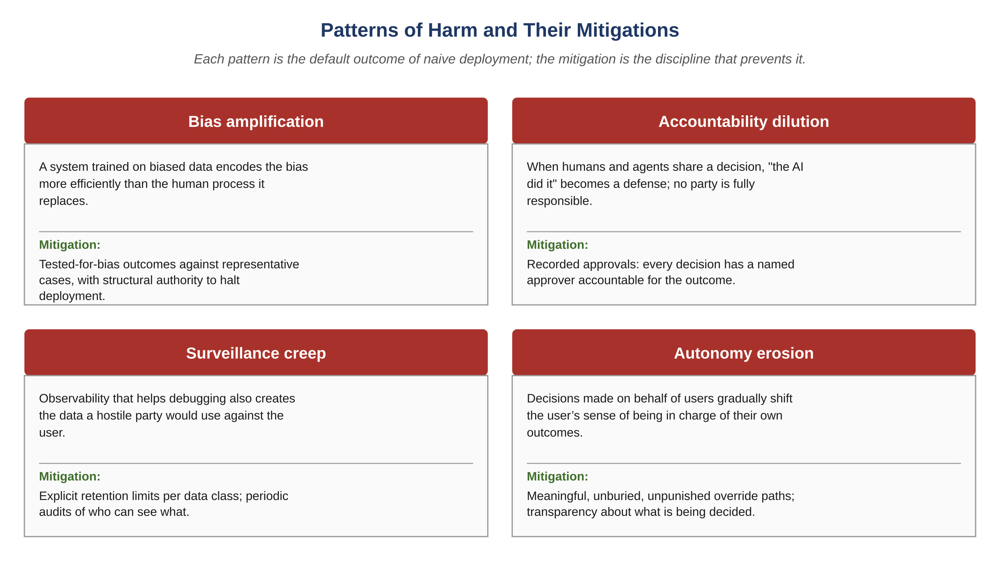 Patterns of Harm and Their Mitigations
Each pattern is the default outcome of naive deployment; the mitigation is the discipline that prevents it.
Bias amplification
A system trained on biased data encodes the bias
more efficiently than the human process it
replaces.
Mitigation:
Tested-for-bias outcomes against representative
cases, with structural authority to halt
deployment.
Accountability dilution
When humans and agents share a decision, "the AI
did it" becomes a defense; no party is fully
responsible.
Mitigation:
Recorded approvals: every decision has a named
approver accountable for the outcome.
Surveillance creep
Observability that helps debugging also creates
the data a hostile party would use against the
user.
Mitigation:
Explicit retention limits per data class; periodic
audits of who can see what.
Autonomy erosion
Decisions made on behalf of users gradually shift
the user’s sense of being in charge of their own
outcomes.
Mitigation:
Meaningful, unburied, unpunished override paths;
transparency about what is being decided.